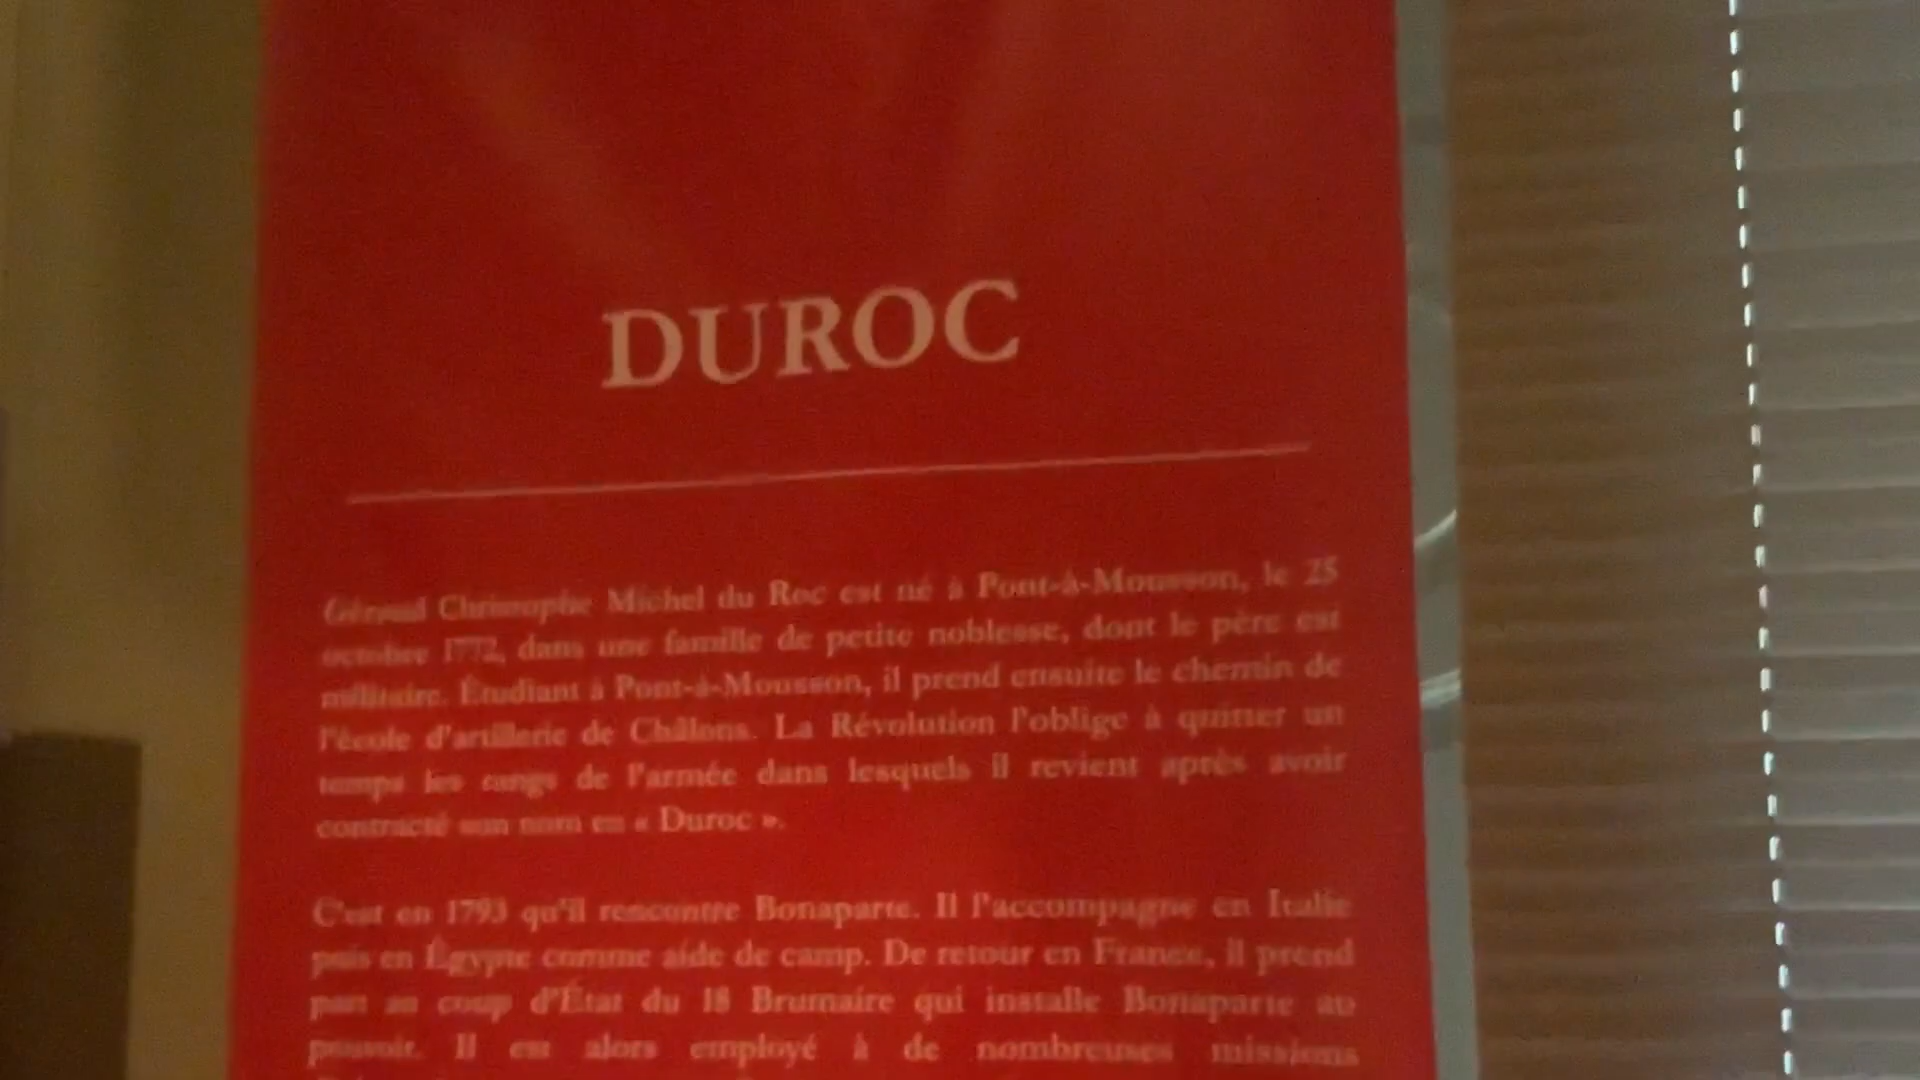 DUROC
Géraud Christophe Michel du Roc est né à Pont-à-Mousson, le 25
octobre 1772, dans une famille de petite noblesse, dont le père est
militaire. Étudiant à Pont-à-Mousson, il prend ensuite le chemin de
l'école d'artillerie de Châlons. La Révolution l'oblige à quitter un
temps les rangs de l'armée dans lesquels il revient après avoir
contracté son nom en « Duroc ».
C'est en 1793 qu'il rencontre Bonaparte. Il l'accompagne en Italie
puis en Égypte comme aide de camp. De retour en France, il prend
part au coup d'État du 18 Brumaire qui installe Bonaparte au
pouvoir. Il est alors employé à de nombreuses missions